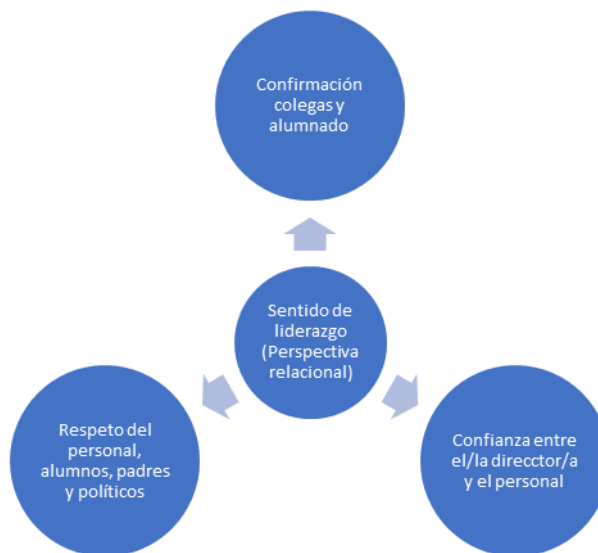 Confirmación
colegas y
alumnado
Sentido de
liderazgo
(Perspectiva
relacional)
Respeto del
personal,
alumnos, padres
y políticos
Confianza entre
el/la direcctor/a
y el personal